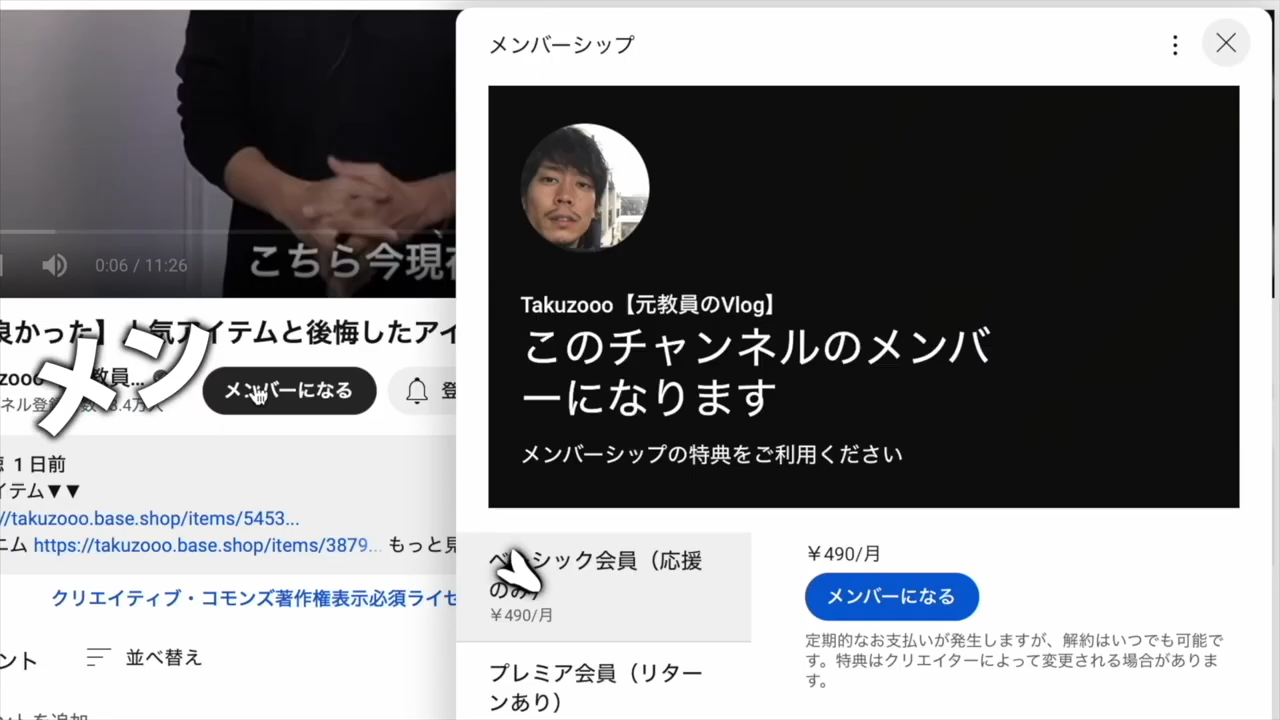 メンバーシップ
Takuzooo【元教員のVlog】
このチャンネルのメンバ
ーになります
メンバーシップの特典をご利用ください
0:06 / 11:26
こちら今現
良かった】人気アイテムと後悔したアイ
メン
メンバーになる
登
1 日前
イテム▼▼
//takuzooo.base.shop/items/5453...
ニム https://takuzooo.base.shop/items/3879... もっと見
クリエイティブ・コモンズ著作権表示必須ライセ
ント
並べ替え
ベーシック会員（応援
のみ）
￥490/月
プレミア会員（リター
ンあり）
￥490/月
メンバーになる
定期的なお支払いが発生しますが、解約はいつでも可能で
す。特典はクリエイターによって変更される場合がありま
す。